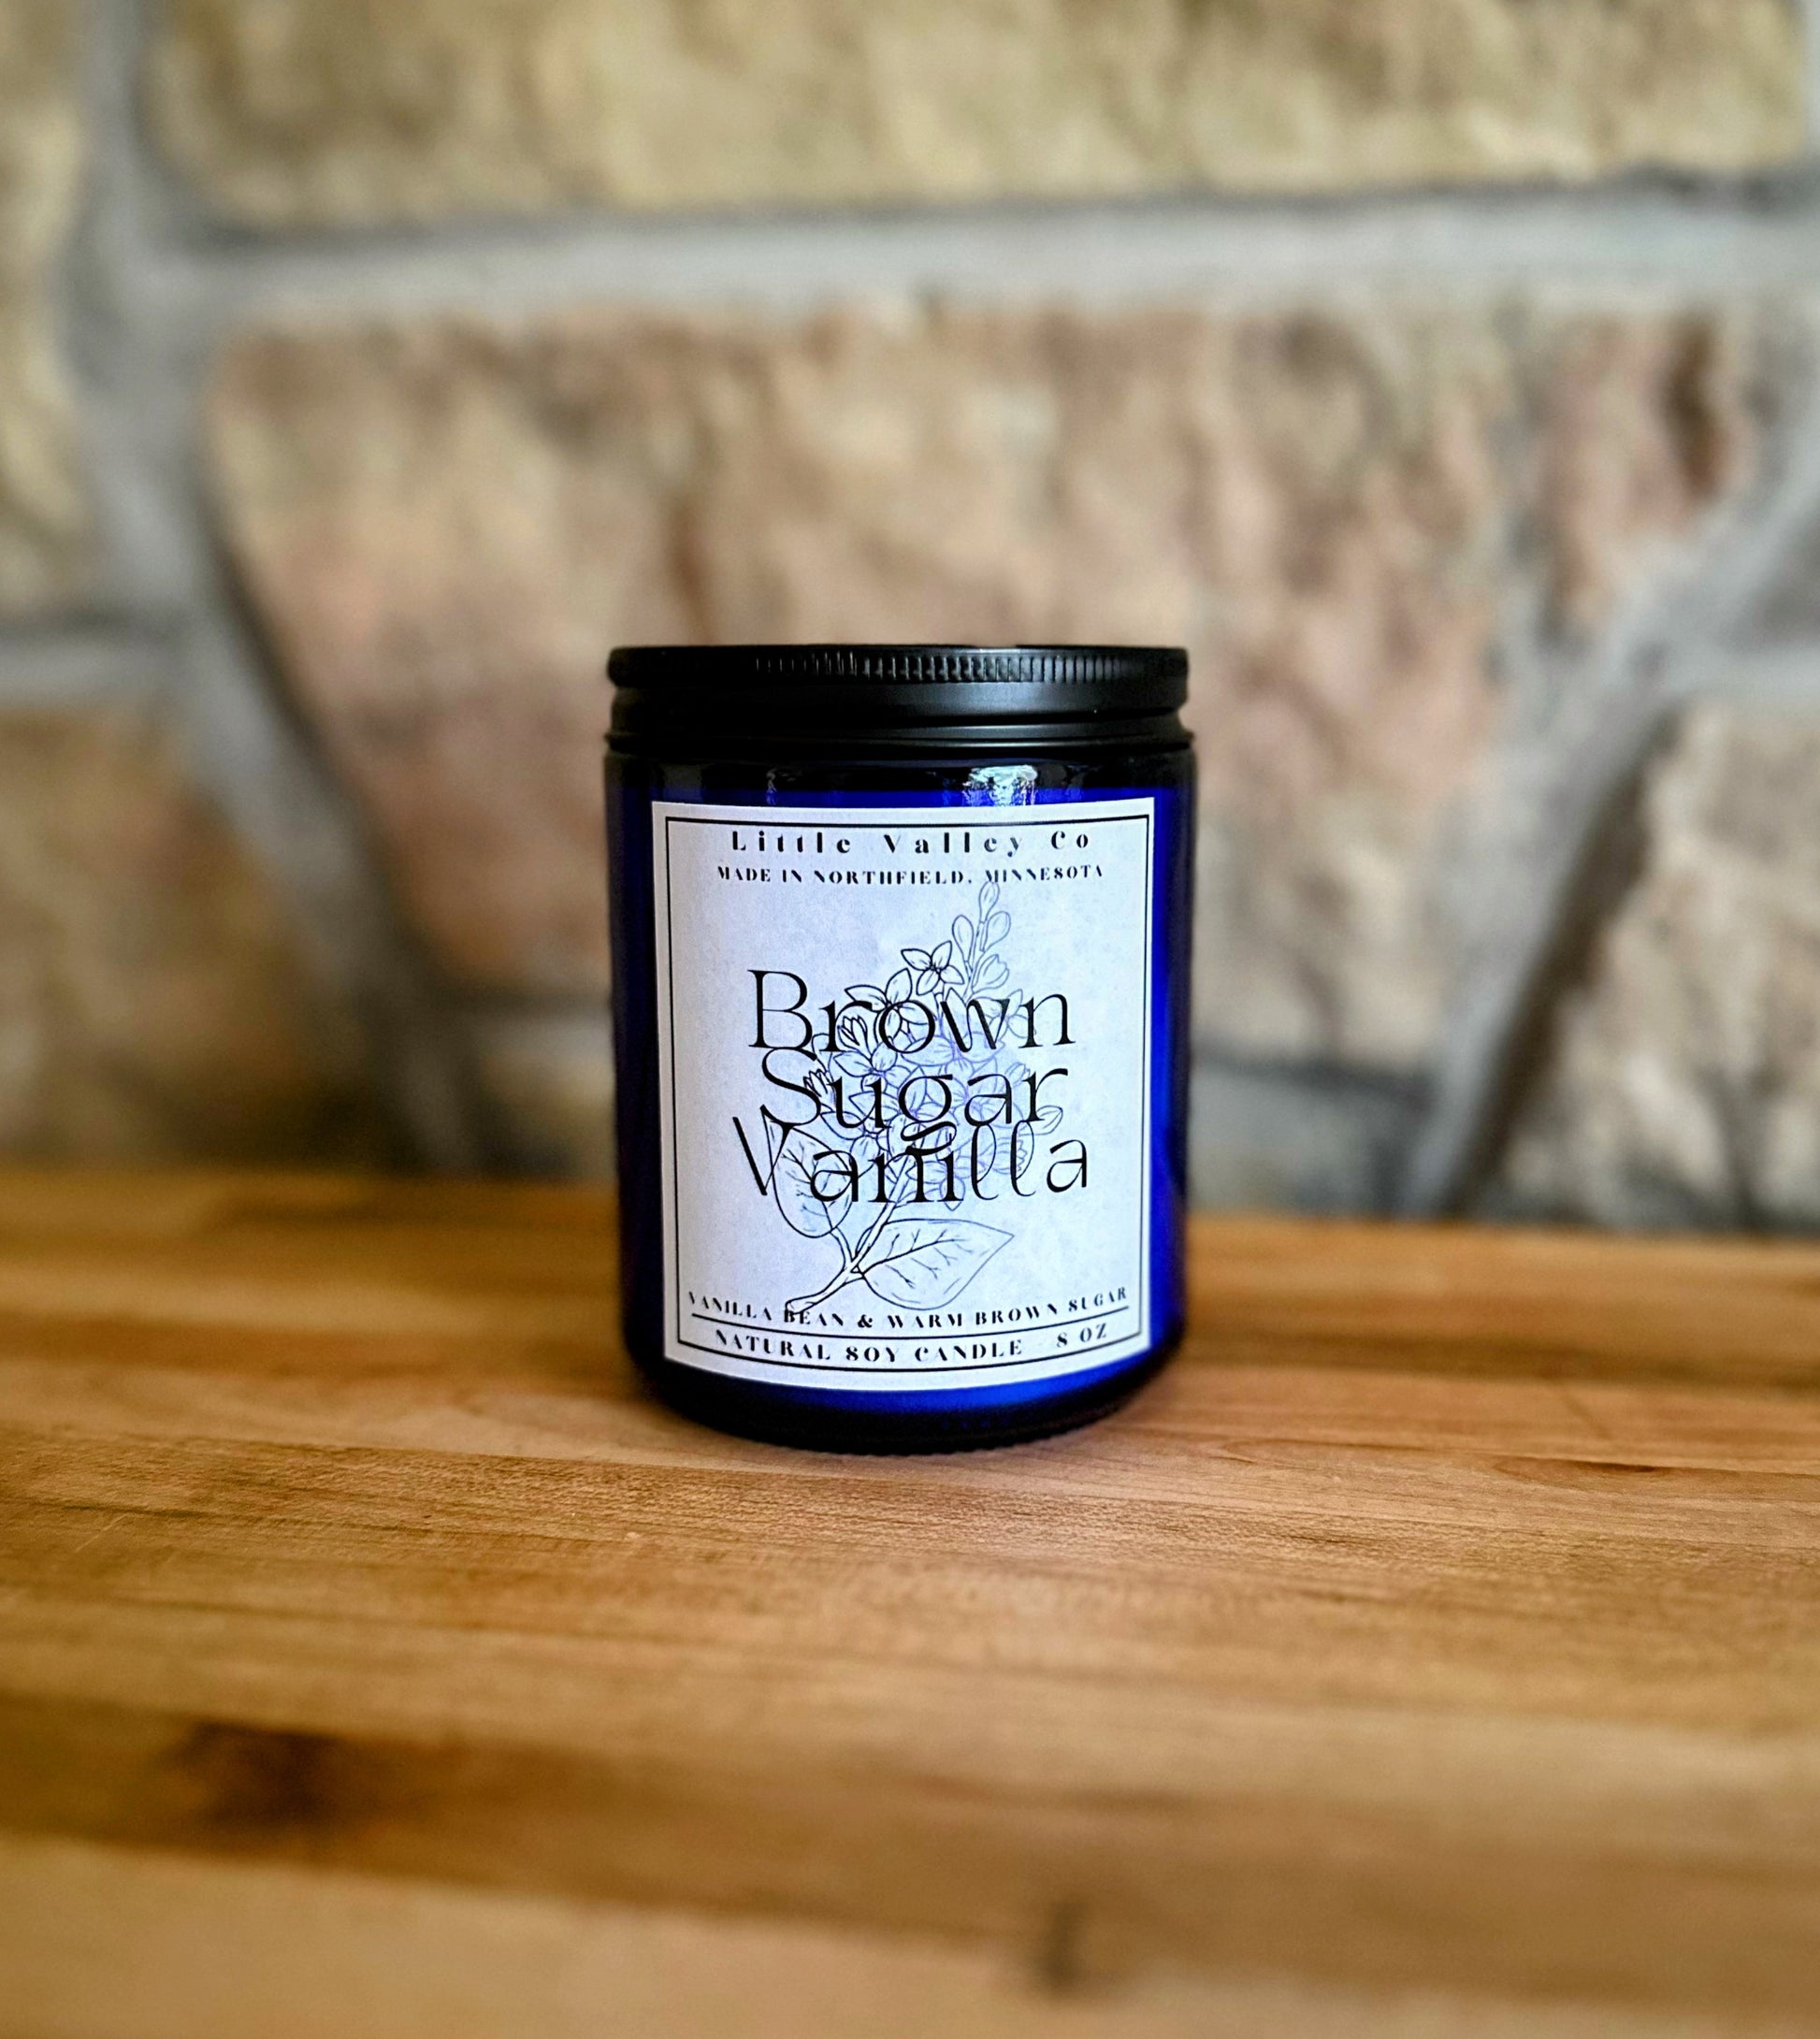 Little Valley Co
MADE IN NORTHFIELD, MINNESOTA
Brown
Sugar
Vanilla
VANILLA BEAN & WARM BROWN SUGAR
NATURAL SOY CANDLE - 8 OZ